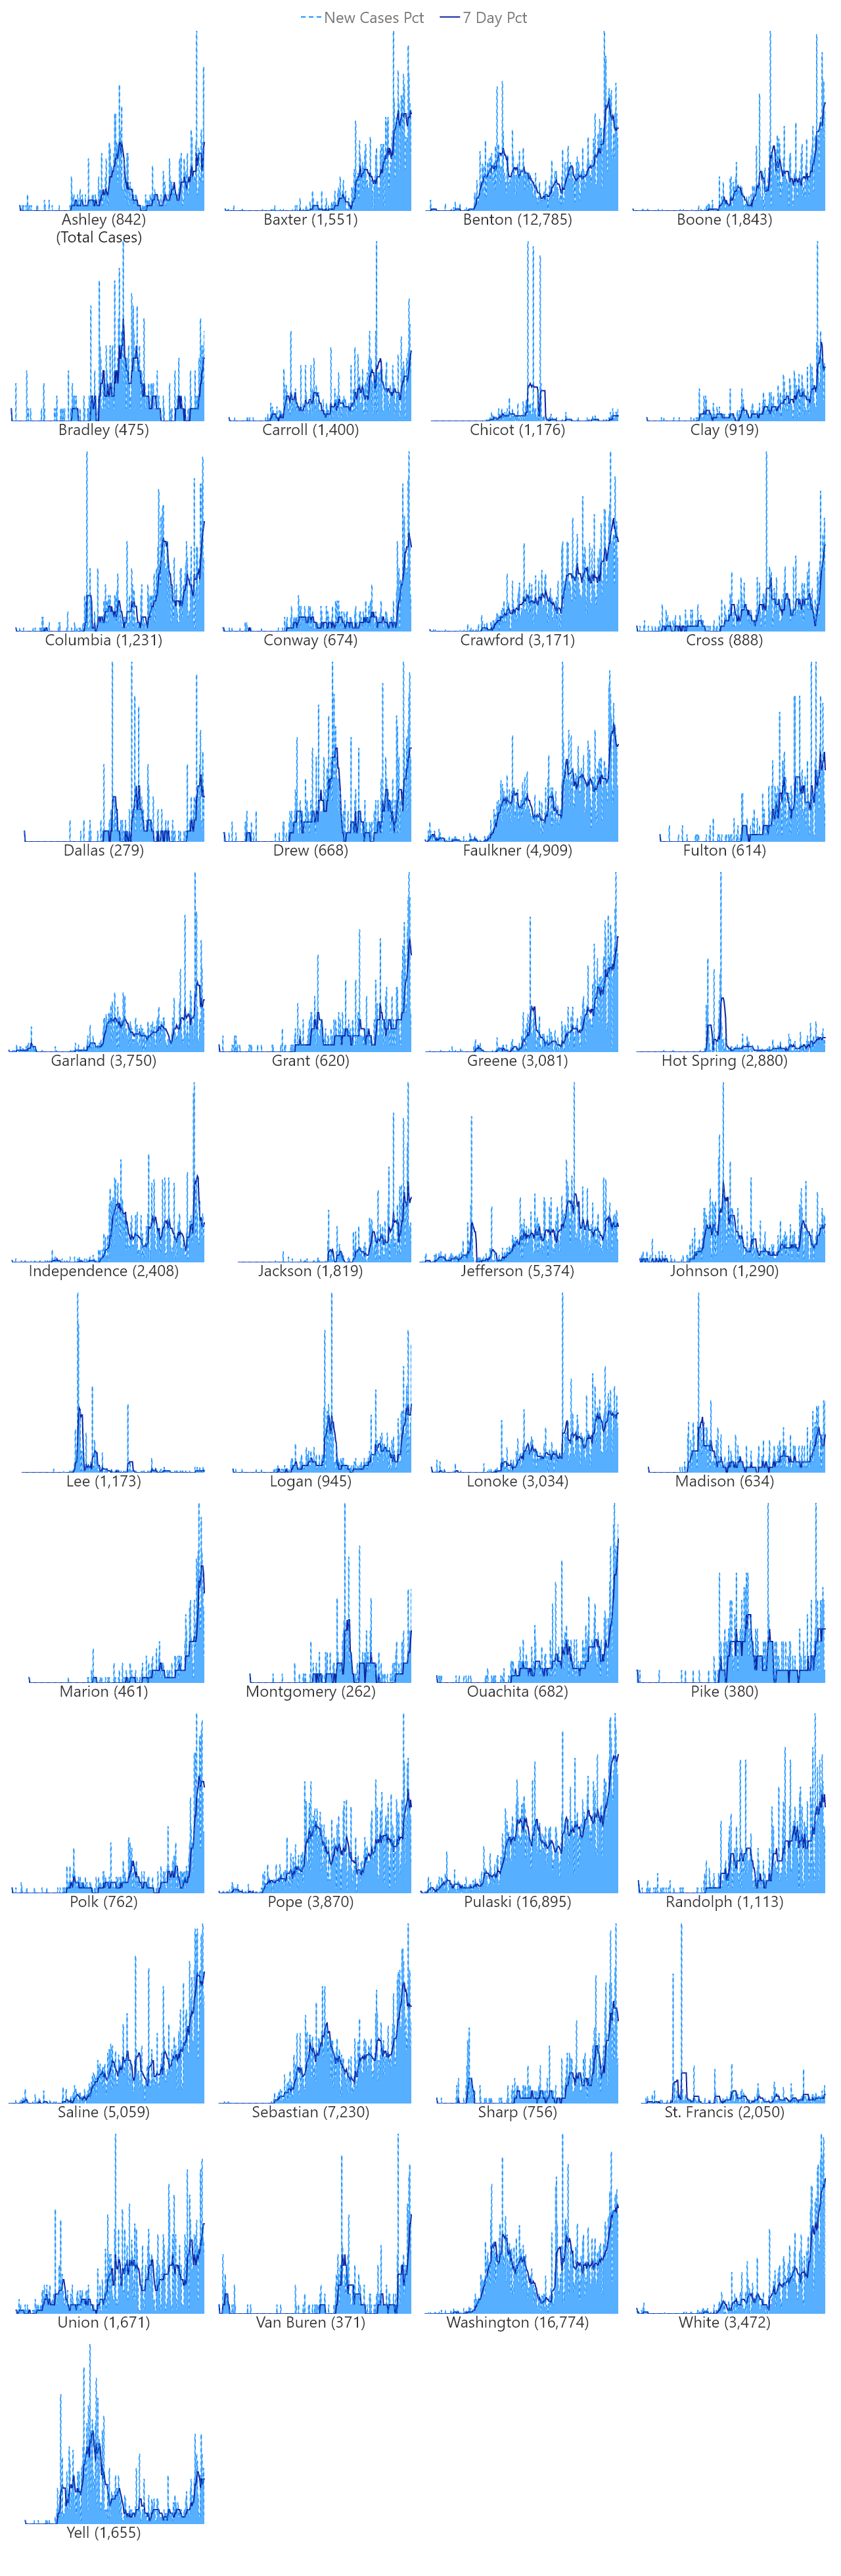 New Cases Pct 7 Day Pct
Ashley (842) Baxter (1,551) Benton (12,785) Boone (1,843)
(Total Cases)
Bradley (475) Carroll (1,400) Chicot (1,176) Clay (919)
Columbia (1,231) Conway (674) Crawford (3,171) Cross (888)
Dallas (279) Drew (668) Faulkner (4,909) Fulton (614)
Garland (3,750) Grant (620) Greene (3,081) Hot Spring (2,880)
Independence (2,408) Jackson (1,819) Jefferson (5,374) Johnson (1,290)
Lee (1,173) Logan (945) Lonoke (3,034) Madison (634)
Marion (461) Montgomery (262) Ouachita (682) Pike (380)
Polk (762) Pope (3,870) Pulaski (16,895) Randolph (1,113)
Saline (5,059) Sebastian (7,230) Sharp (756) St. Francis (2,050)
Union (1,671) Van Buren (371) Washington (16,774) White (3,472)
Yell (1,655)